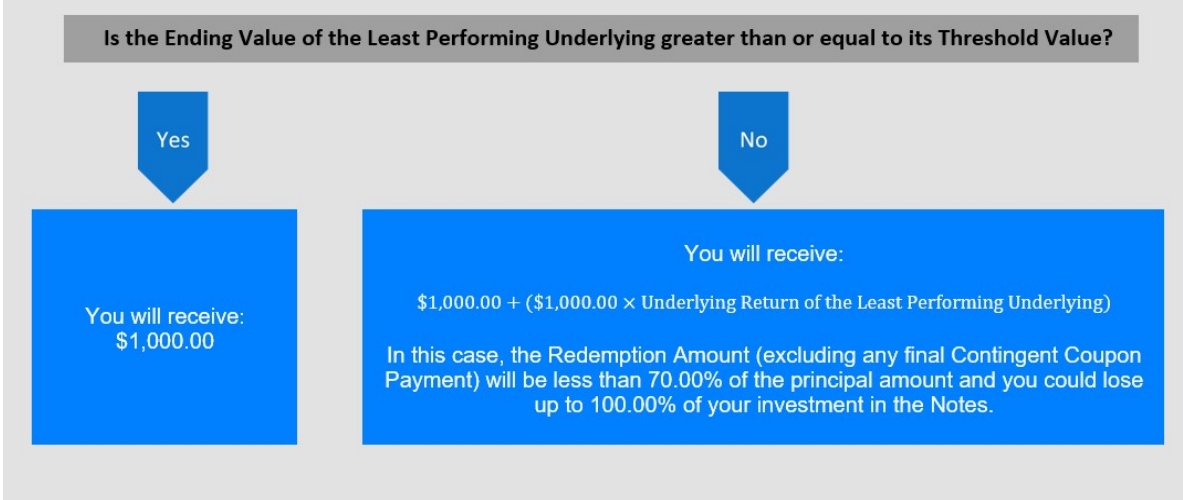 Is the Ending Value of the Least Performing Underlying greater than or equal to its Threshold Value?
Yes
No
You will receive:
$1,000.00
You will receive:
$1,000.00 + ($1,000.00 × Underlying Return of the Least Performing Underlying)
In this case, the Redemption Amount (excluding any final Contingent Coupon
Payment) will be less than 70.00% of the principal amount and you could lose
up to 100.00% of your investment in the Notes.